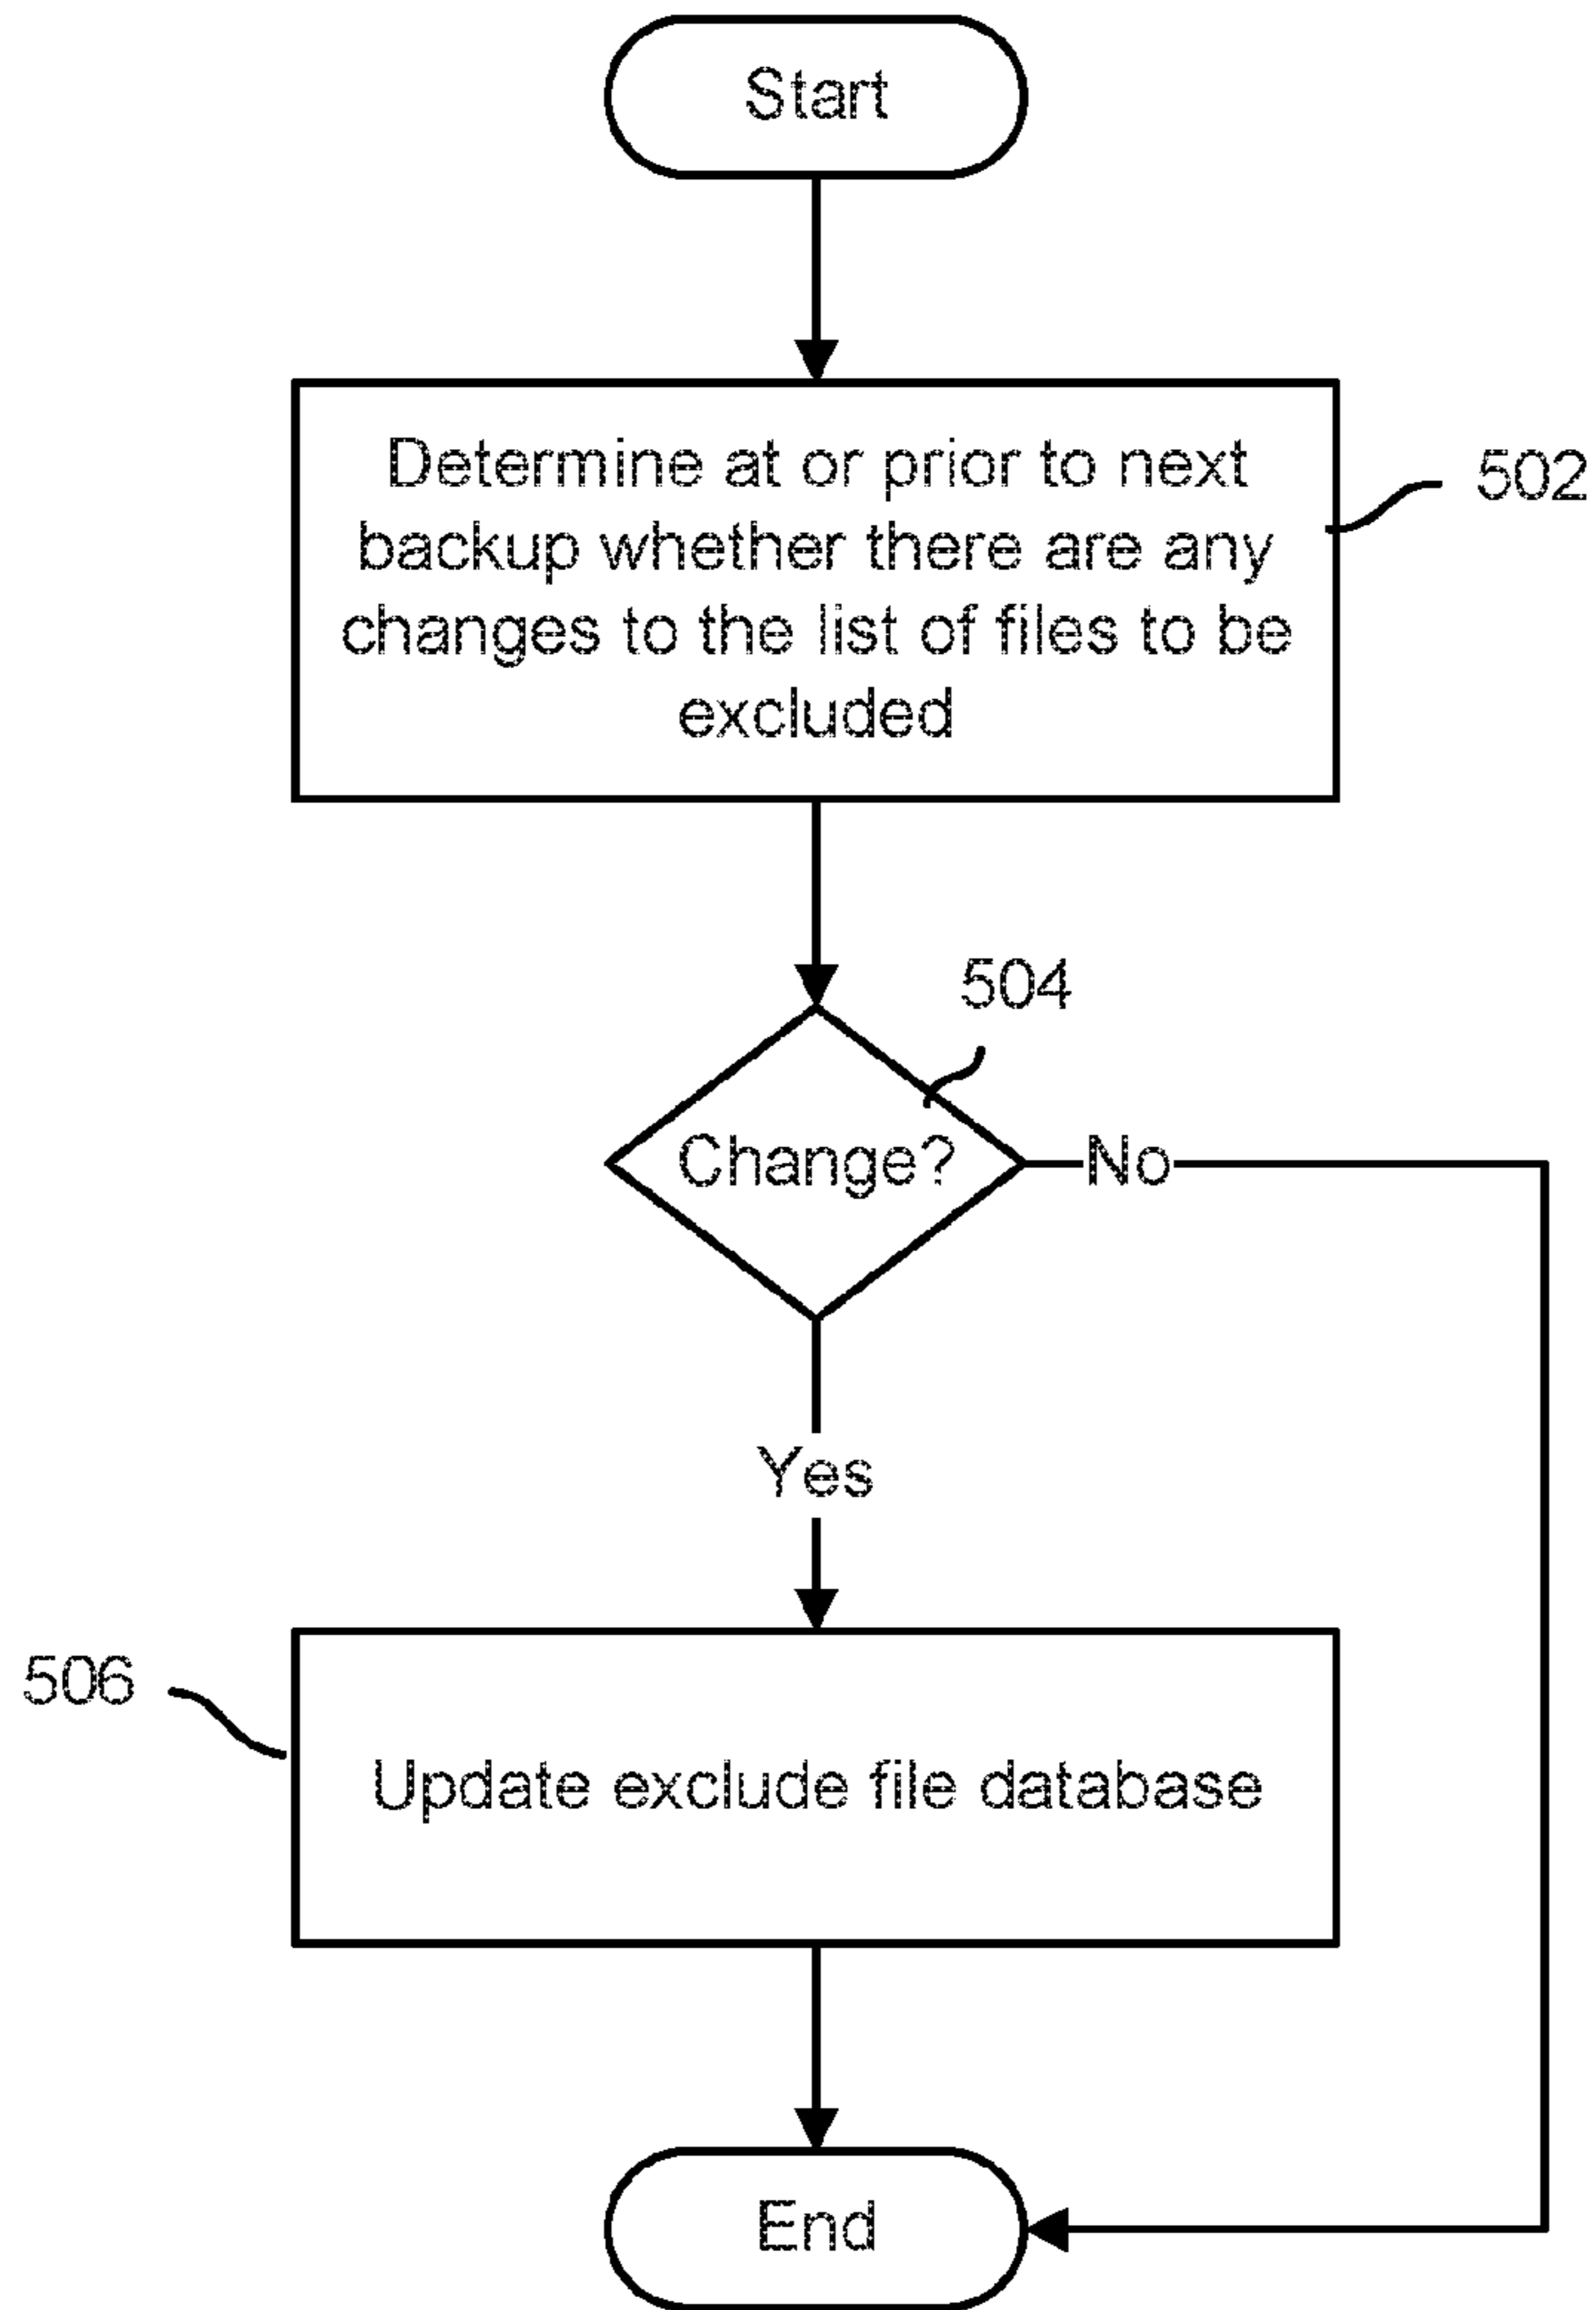 Start
Determine at or prior to next
backup whether there are any
changes to the list of files to be
excluded
502
504
Change?
No
Yes
506
Update exclude file database
End